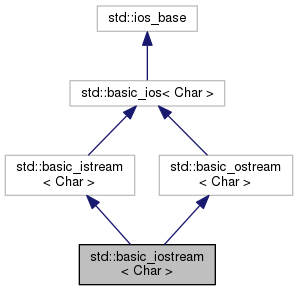 std::ios_base
std::basic_ios< Char >
std::basic_istream
< Char >
std::basic_ostream
< Char >
std::basic_iostream
< Char >